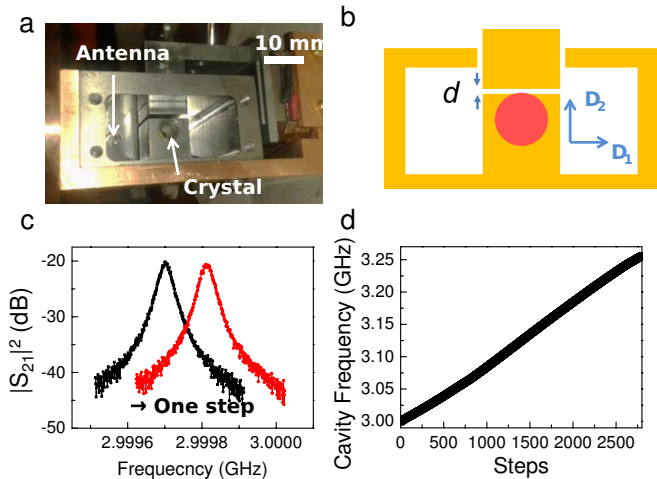 a
Antenna
10 mm
Crystal
b
d
D2
D1
c
|S21|2 (dB)
-20
-30
-40
-50
→ One step
2.9996
2.9998
3.0000
Frequecncy (GHz)
d
Cavity Frequency (GHz)
3.25
3.20
3.15
3.10
3.05
3.00
0
500
1000
1500
2000
2500
Steps